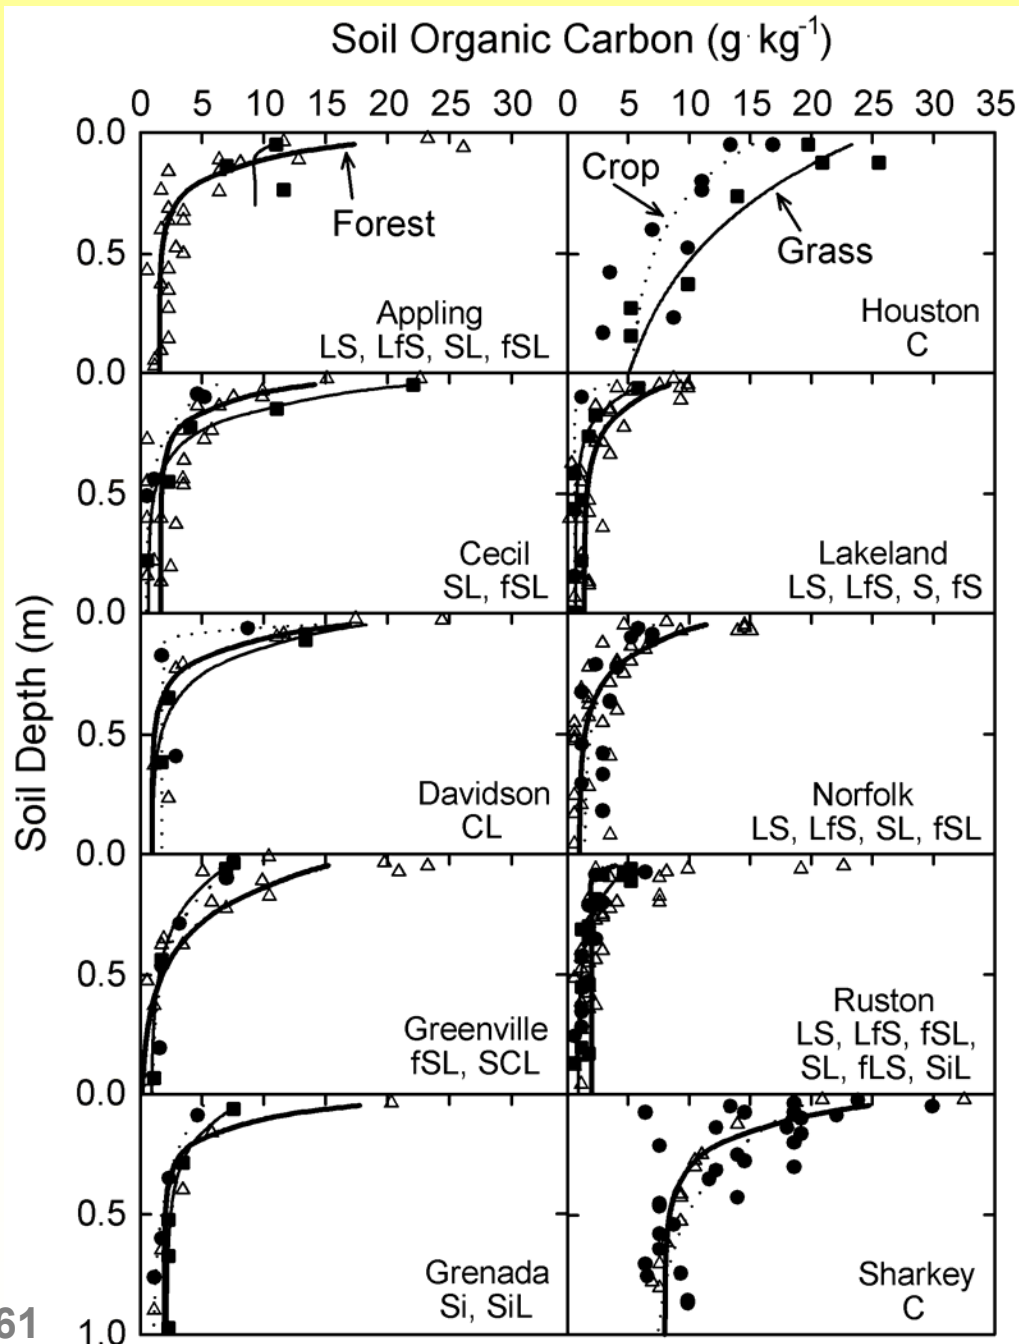 Soil Organic Carbon (g·kg⁻¹)
0 5 10 15 20 25 30 0 5 10 15 20 25 30 35
0.0
Crop
Forest
0.5
Grass
Appling
LS, LfS, SL, fSL
Houston
C
0.0
0.5
Cecil
SL, fSL
Lakeland
LS, LfS, S, fS
Soil Depth (m)
0.0
0.5
Davidson
CL
Norfolk
LS, LfS, SL, fSL
0.0
0.5
Greenville
fSL, SCL
Ruston
LS, LfS, fSL,
SL, fLS, SiL
0.0
0.5
Grenada
Si, SiL
Sharkey
C
1.0
61